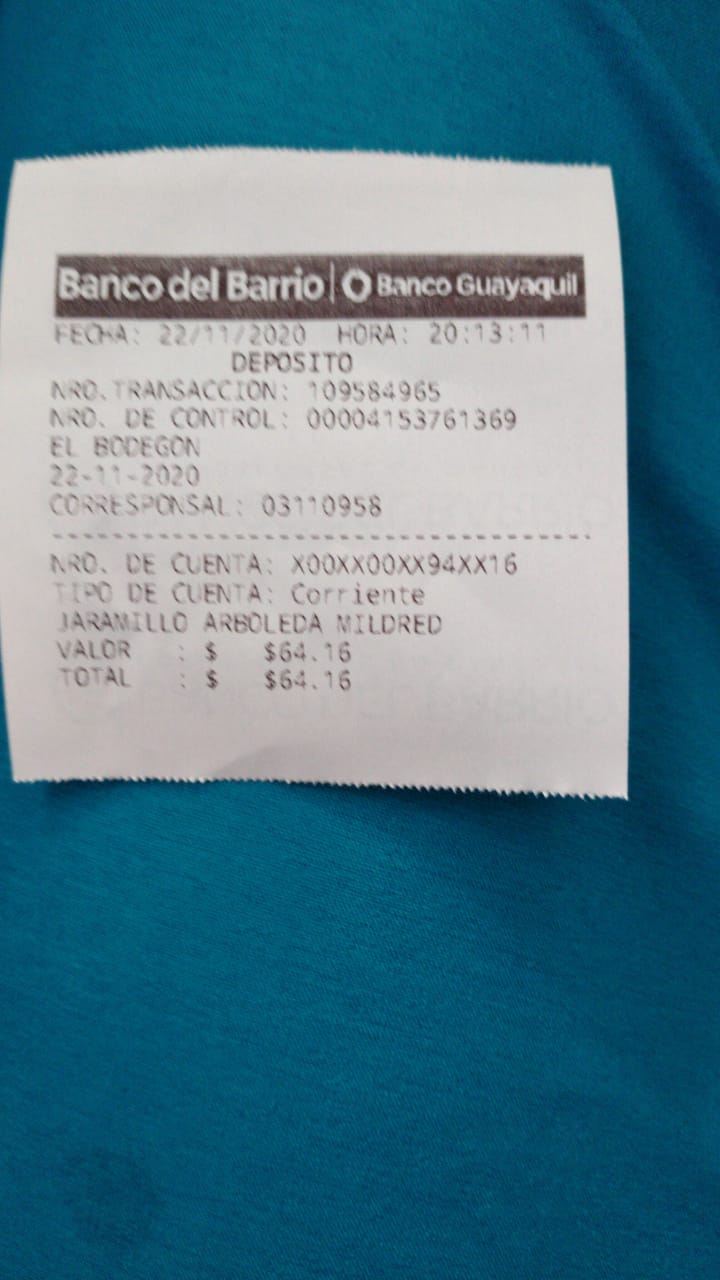 Banco del Barrio | Banco Guayaquil
FECHA: 22/11/2020 HORA: 20:13:11
DEPOSITO
NRO.TRANSACCION: 109584965
NRO. DE CONTROL: 00004153761369
EL BODEGON
22-11-2020
CORRESPONSAL: 03110958
NRO. DE CUENTA: X00XX00XX94XX16
TIPO DE CUENTA: Corriente
JARAMILLO ARBOLEDA MILDRED
VALOR : $ $64.16
TOTAL : $ $64.16